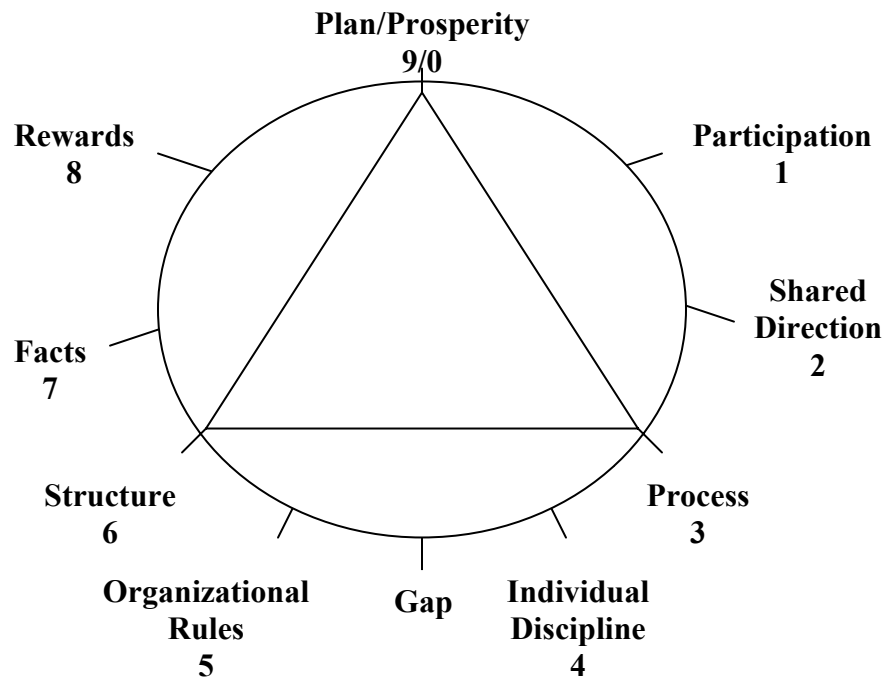 Plan/Prosperity
9/0
Rewards
8
Participation
1
Shared
Direction
2
Facts
7
Structure
6
Process
3
Organizational
Rules
5
Gap
Individual
Discipline
4